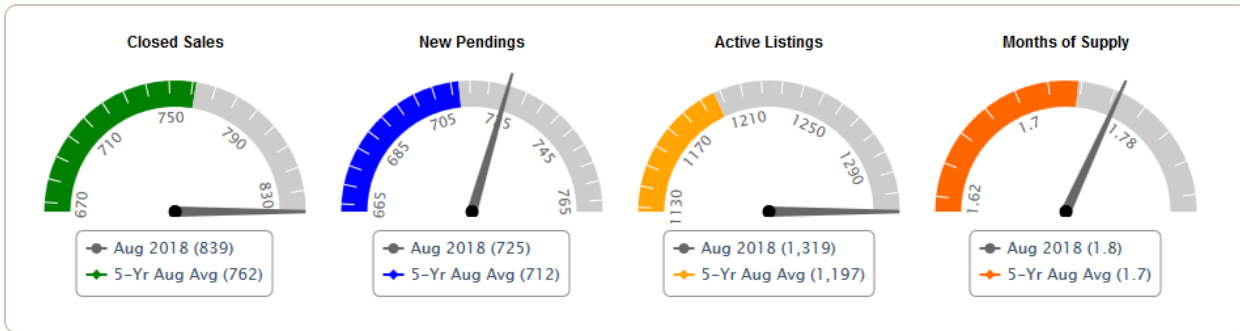 Closed Sales
670
710
750
790
830
Aug 2018 (839)
5-Yr Aug Avg (762)
New Pendings
665
685
705
745
765
Aug 2018 (725)
5-Yr Aug Avg (712)
Active Listings
1130
1170
1210
1250
1290
Aug 2018 (1,319)
5-Yr Aug Avg (1,197)
Months of Supply
1.62
1.7
1.78
Aug 2018 (1.8)
5-Yr Aug Avg (1.7)